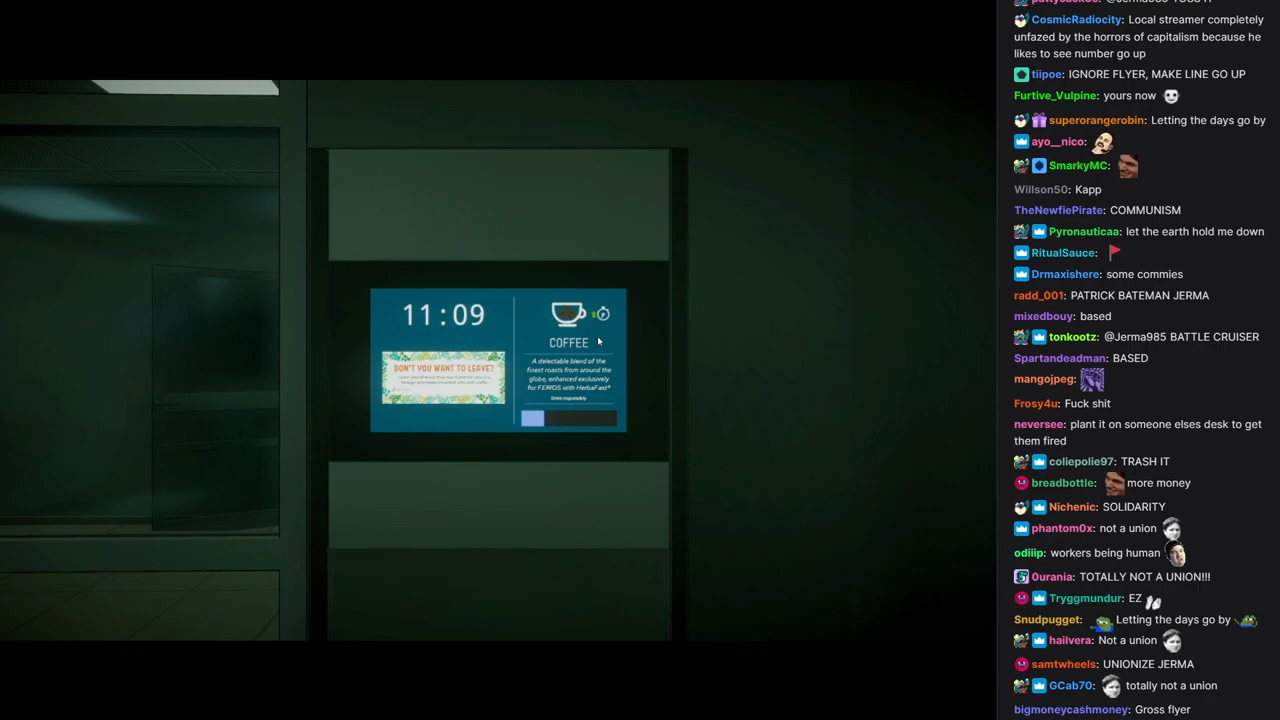 11:09
DON'T YOU WANT TO LEAVE?
COFFEE
A delectable blend of the
finest roasts from around the
globe, enhanced exclusively
for FEMOS with HerbaFast®
Drink responsibly
CosmicRadiocity: Local streamer completely
unfazed by the horrors of capitalism because he
likes to see number go up
tiipoe: IGNORE FLYER, MAKE LINE GO UP
Furtive_Vulpine: yours now
superorangerobin: Letting the days go by
ayo__nico:
SmarkyMC:
Willson50: Kapp
TheNewfiePirate: COMMUNISM
Pyronauticaa: let the earth hold me down
RitualSauce:
Drmaxishere: some commies
radd_001: PATRICK BATEMAN JERMA
mixedbouy: based
tonkootz: @Jerma985 BATTLE CRUISER
Spartandeadman: BASED
mangojpeg:
Frosy4u: Fuck shit
neversee: plant it on someone elses desk to get
them fired
coliepolie97: TRASH IT
breadbottle: more money
Nichenic: SOLIDARITY
phantom0x: not a union
odiiip: workers being human
0urania: TOTALLY NOT A UNION!!!
Tryggmundur: EZ
Snudpugget: Letting the days go by
hailvera: Not a union
samtwheels: UNIONIZE JERMA
GCab70: totally not a union
bigmoneycashmoney: Gross flyer